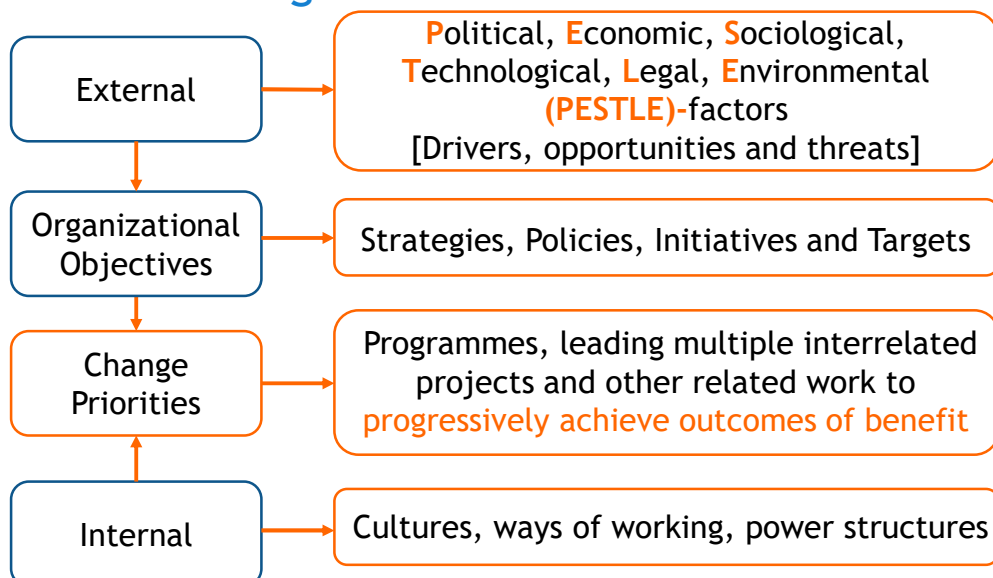 External
Political, Economic, Sociological,
Technological, Legal, Environmental
(PESTLE)-factors
[Drivers, opportunities and threats]
Organizational
Objectives
Strategies, Policies, Initiatives and Targets
Change
Priorities
Programmes, leading multiple interrelated
projects and other related work to
progressively achieve outcomes of benefit
Internal
Cultures, ways of working, power structures